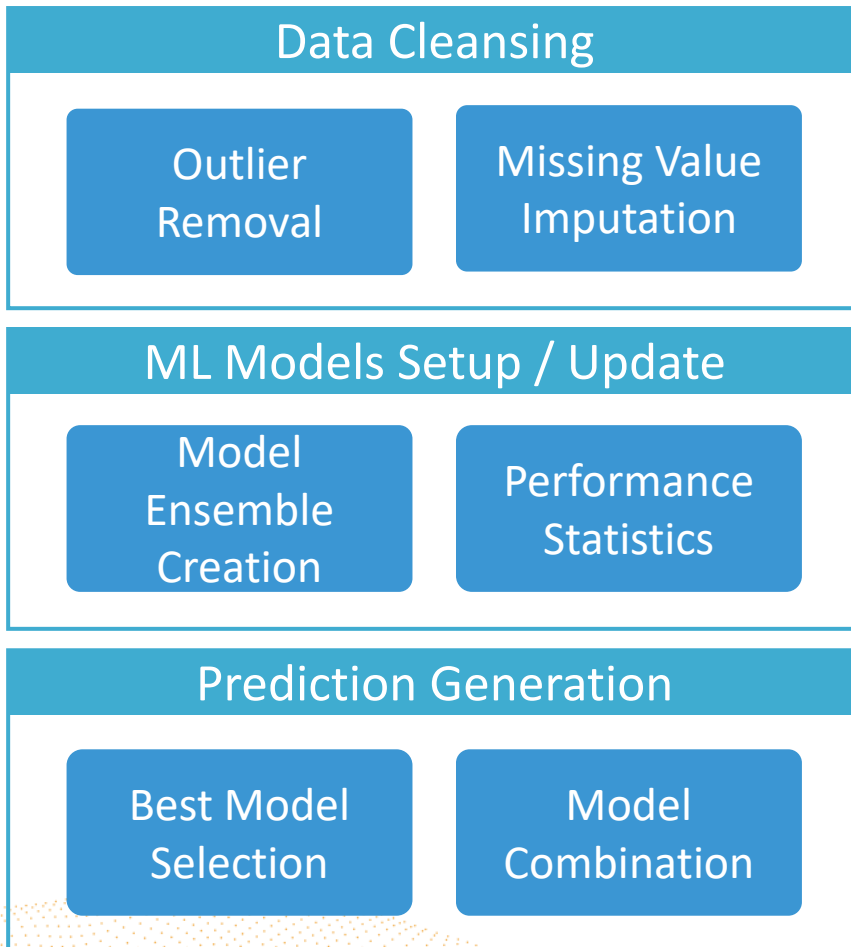 Data Cleansing
Outlier
Removal
Missing Value
Imputation
ML Models Setup / Update
Model
Ensemble
Creation
Performance
Statistics
Prediction Generation
Best Model
Selection
Model
Combination